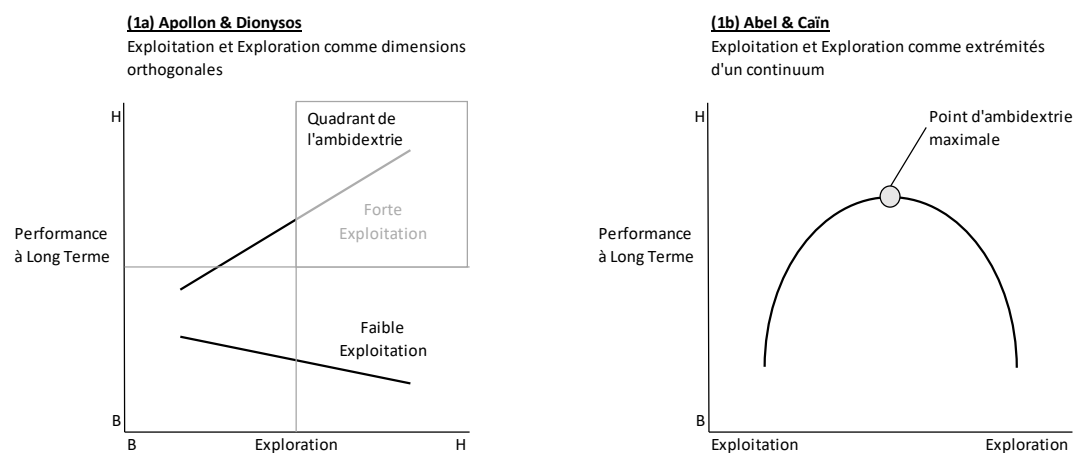 (1a) Apollon & Dionysos
Exploitation et Exploration comme dimensions
orthogonales
H
Quadrant de
l'ambidextrie
Forte
Exploitation
Performance
à Long Terme
Faible
Exploitation
B
B
Exploration
H
(1b) Abel & Caïn
Exploitation et Exploration comme extrémités
d'un continuum
H
Point d'ambidextrie
maximale
Performance
à Long Terme
B
Exploitation
Exploration